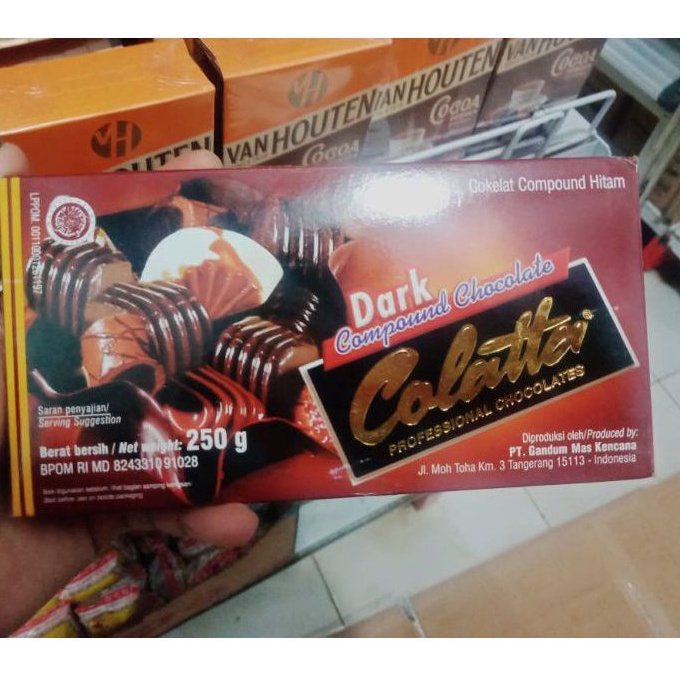 VAN HOUTEN
Cocoa
VAN HOUTEN
Cocoa
VH
OUTEN
Cokelat Compound Hitam
Dark
Compound Chocolate
Colatta
PROFESSIONAL CHOCOLATES
Saran penyajian/
Serving Suggestion
Berat bersih / Net weight: 250 g
BPOM RI MD 824331091028
Diproduksi oleh/Produced by:
PT. Gandum Mas Kencana
Jl. Moh Toha Km. 3 Tangerang 15113 - Indonesia